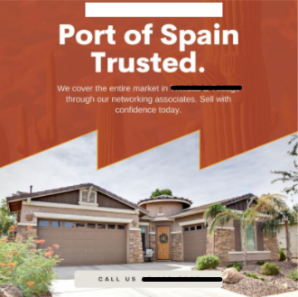 Port of Spain
Trusted.
We cover the entire market in
through our networking associates. Sell with
confidence today.
CALL US